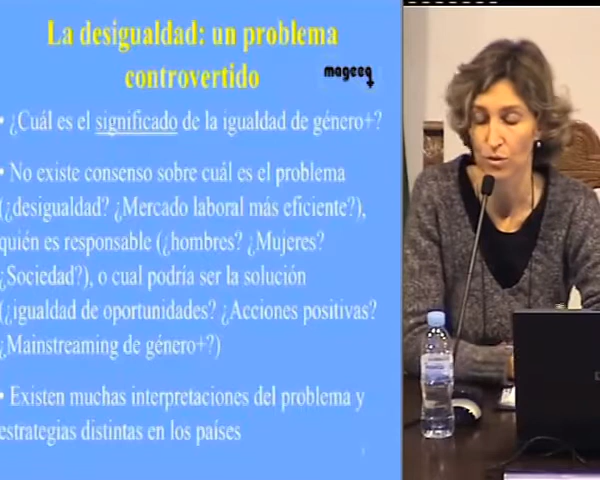 La desigualdad: un problema
controvertido
mageeq
• ¿Cuál es el significado de la igualdad de género+?
• No existe consenso sobre cuál es el problema
(¿desigualdad? ¿Mercado laboral más eficiente?),
quién es responsable (¿hombres? ¿Mujeres?
¿Sociedad?), o cual podría ser la solución
(¿igualdad de oportunidades? ¿Acciones positivas?
¿Mainstreaming de género+?)
• Existen muchas interpretaciones del problema y
estrategias distintas en los países